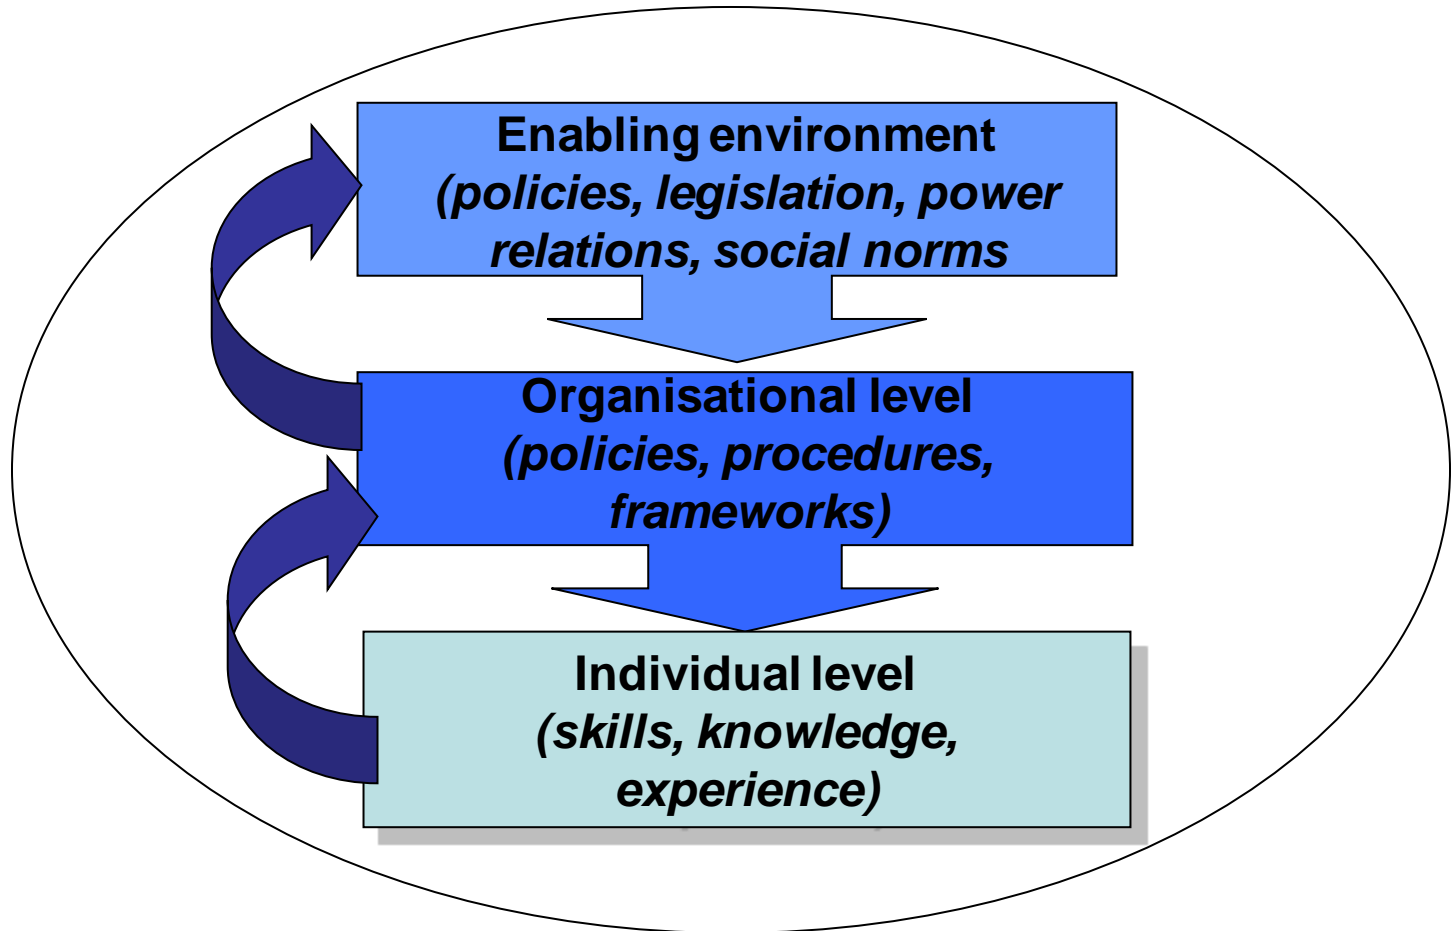 Enabling environment
(policies, legislation, power
relations, social norms
Organisational level
(policies, procedures,
frameworks)
Individual level
(skills, knowledge,
experience)